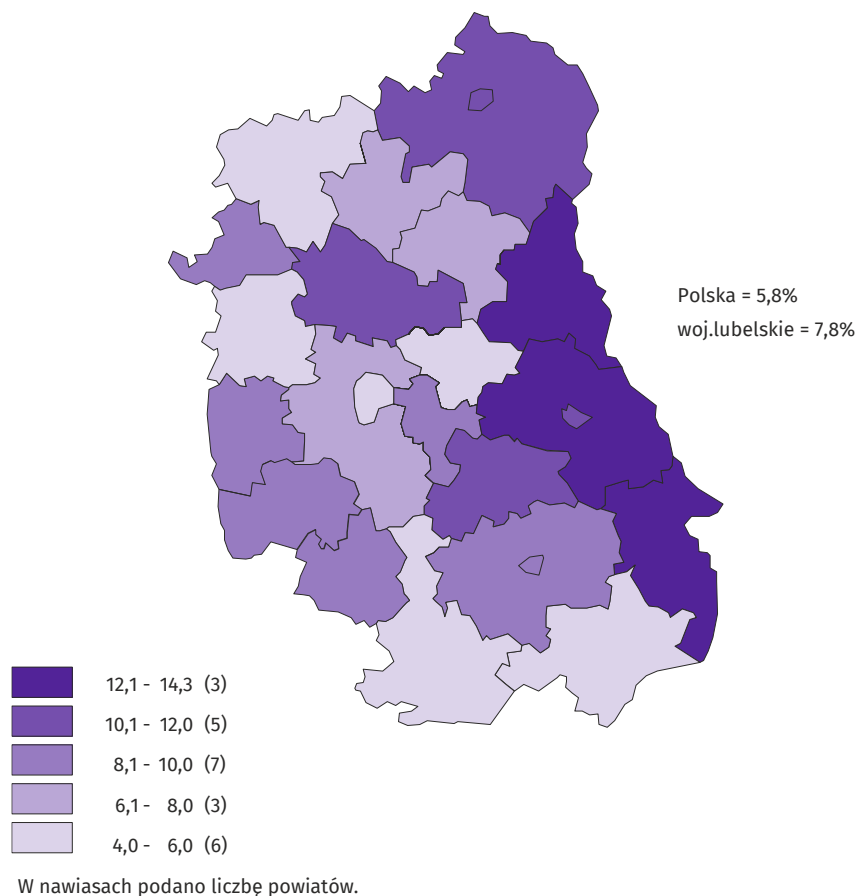 Polska = 5,8%
woj.lubelskie = 7,8%
12,1 - 14,3 (3)
10,1 - 12,0 (5)
8,1 - 10,0 (7)
6,1 - 8,0 (3)
4,0 - 6,0 (6)
W nawiasach podano liczbę powiatów.